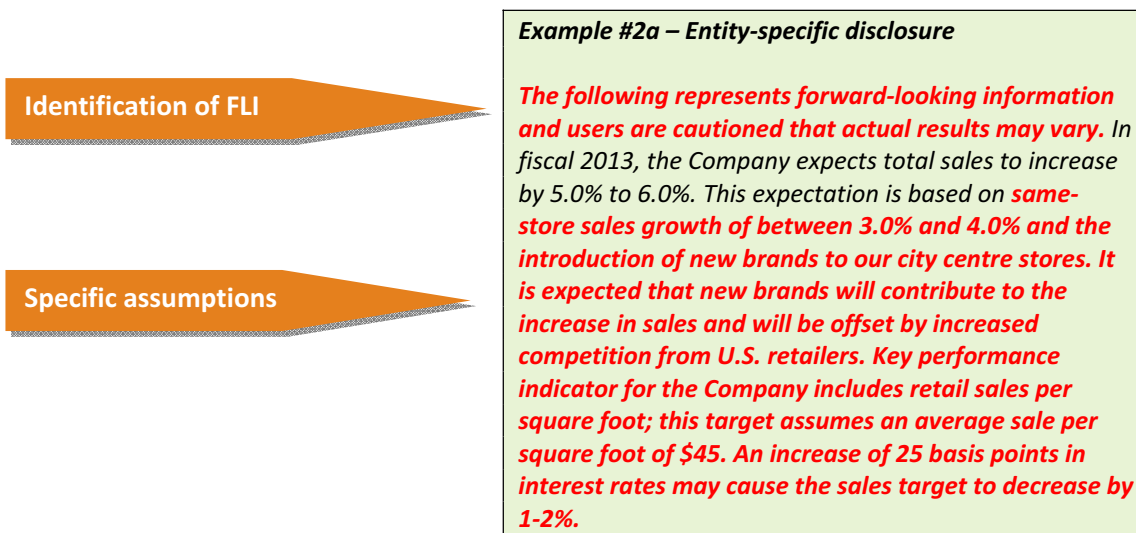 Example #2a – Entity-specific disclosure
Identification of FLI
The following represents forward-looking information
and users are cautioned that actual results may vary. In
fiscal 2013, the Company expects total sales to increase
by 5.0% to 6.0%. This expectation is based on same-
store sales growth of between 3.0% and 4.0% and the
introduction of new brands to our city centre stores. It
Specific assumptions
is expected that new brands will contribute to the
increase in sales and will be offset by increased
competition from U.S. retailers. Key performance
indicator for the Company includes retail sales per
square foot; this target assumes an average sale per
square foot of $45. An increase of 25 basis points in
interest rates may cause the sales target to decrease by
1-2%.